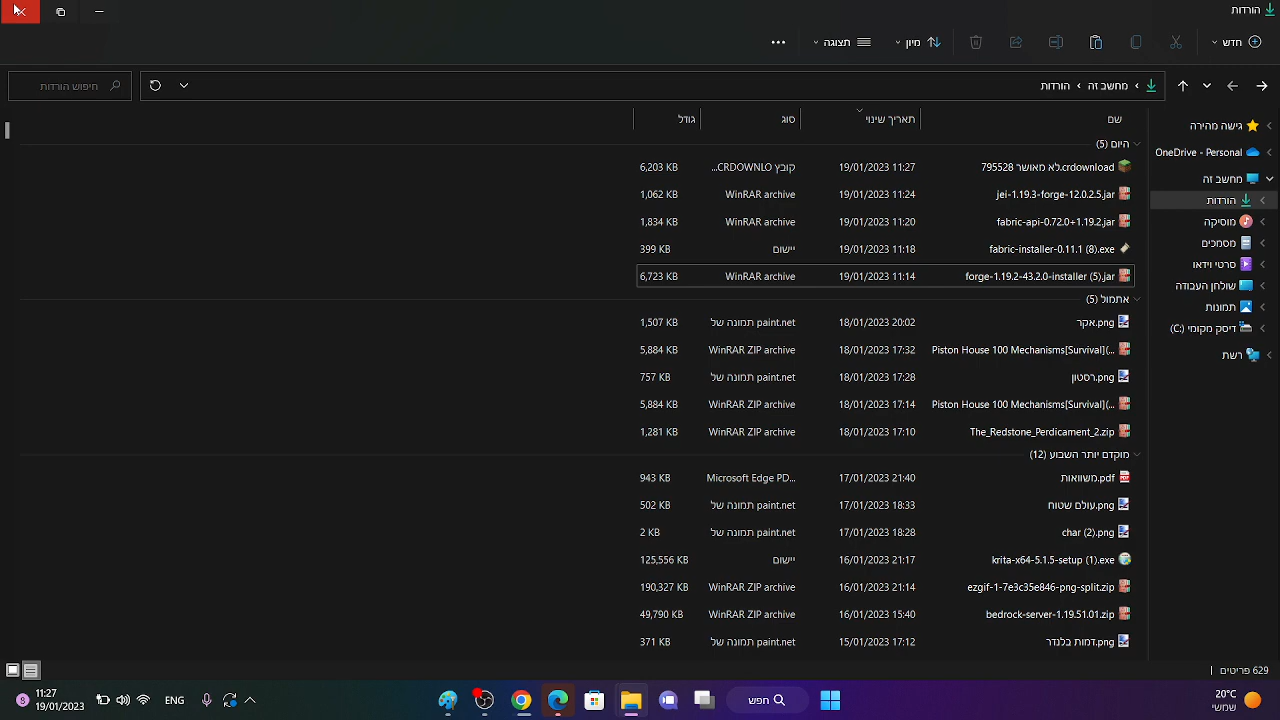 הורדות
חדש
מיון
תצוגה
מחשב זה
הורדות
חיפוש הורדות
שם
תאריך שינוי
סוג
גודל
גישה מהירה
OneDrive - Personal
מחשב זה
הורדות
מוסיקה
מסמכים
סרטי וידאו
שולחן העבודה
תמונות
דיסק מקומי (C:)
רשת
היום (5)
לא מאושר 795528.crdownload 19/01/2023 11:27 קובץ CRDOWNLO... 6,203 KB
jei-1.19.3-forge-12.0.2.5.jar 19/01/2023 11:24 WinRAR archive 1,062 KB
fabric-api-0.72.0+1.19.2.jar 19/01/2023 11:20 WinRAR archive 1,834 KB
fabric-installer-0.11.1 (8).exe 19/01/2023 11:18 יישום 399 KB
forge-1.19.2-43.2.0-installer (5).jar 19/01/2023 11:14 WinRAR archive 6,723 KB
אתמול (5)
אקר.png 18/01/2023 20:02 תמונה של paint.net 1,507 KB
Piston House 100 Mechanisms[Survival](... 18/01/2023 17:32 WinRAR ZIP archive 5,884 KB
רסטון.png 18/01/2023 17:28 תמונה של paint.net 757 KB
Piston House 100 Mechanisms[Survival](... 18/01/2023 17:14 WinRAR ZIP archive 5,884 KB
The_Redstone_Perdicament_2.zip 18/01/2023 17:10 WinRAR ZIP archive 1,281 KB
מוקדם יותר השבוע (12)
משוואות.pdf 17/01/2023 21:40 Microsoft Edge PD... 943 KB
עולם שטוח.png 17/01/2023 18:33 תמונה של paint.net 502 KB
char (2).png 17/01/2023 18:28 תמונה של paint.net 2 KB
krita-x64-5.1.5-setup (1).exe 16/01/2023 21:17 יישום 125,556 KB
ezgif-1-7e3c35e846-png-split.zip 16/01/2023 21:14 WinRAR ZIP archive 190,327 KB
bedrock-server-1.19.51.01.zip 16/01/2023 15:40 WinRAR ZIP archive 49,790 KB
דמות בלנדר.png 15/01/2023 17:12 תמונה של paint.net 371 KB
629 פריטים
20°C
שמשי
חפש
ENG
11:27
19/01/2023